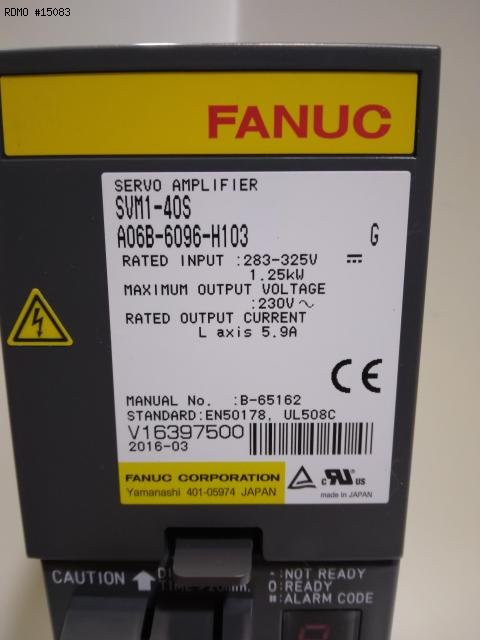 RDMO #15083
FANUC
SERVO AMPLIFIER
SVM1-40S
A06B-6096-H103 G
RATED INPUT :283-325V ⎓
1.25kW
MAXIMUM OUTPUT VOLTAGE
:230V～
RATED OUTPUT CURRENT
L axis 5.9A
CE
MANUAL No. :B-65162
STANDARD:EN50178, UL508C
V16397500
2016-03
FANUC CORPORATION
Yamanashi 401-05974 JAPAN
c RU US
made in JAPAN
CAUTION
-:NOT READY
0:READY
#:ALARM CODE